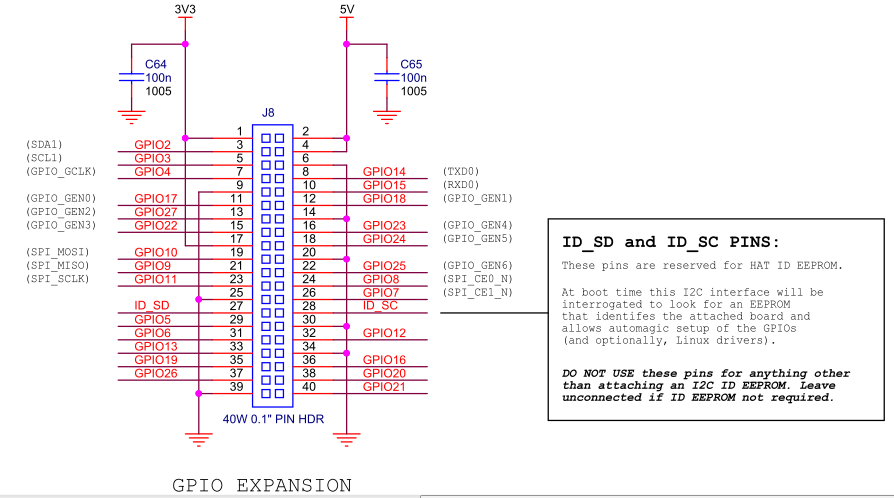 3V3
5V
C64
100n
1005
C65
100n
1005
J8
1 2
(SDA1) GPIO2 3 4
(SCL1) GPIO3 5 6
(GPIO_GCLK) GPIO4 7 8 GPIO14 (TXD0)
9 10 GPIO15 (RXD0)
(GPIO_GEN0) GPIO17 11 12 GPIO18 (GPIO_GEN1)
(GPIO_GEN2) GPIO27 13 14
(GPIO_GEN3) GPIO22 15 16 GPIO23 (GPIO_GEN4)
17 18 GPIO24 (GPIO_GEN5)
(SPI_MOSI) GPIO10 19 20
(SPI_MISO) GPIO9 21 22 GPIO25 (GPIO_GEN6)
(SPI_SCLK) GPIO11 23 24 GPIO8 (SPI_CE0_N)
25 26 GPIO7 (SPI_CE1_N)
ID_SD 27 28 ID_SC
GPIO5 29 30
GPIO6 31 32 GPIO12
GPIO13 33 34
GPIO19 35 36 GPIO16
GPIO26 37 38 GPIO20
39 40 GPIO21
40W 0.1" PIN HDR
GPIO EXPANSION
ID_SD and ID_SC PINS:
These pins are reserved for HAT ID EEPROM.
At boot time this I2C interface will be
interrogated to look for an EEPROM
that identifes the attached board and
allows automagic setup of the GPIOs
(and optionally, Linux drivers).
DO NOT USE these pins for anything other
than attaching an I2C ID EEPROM. Leave
unconnected if ID EEPROM not required.